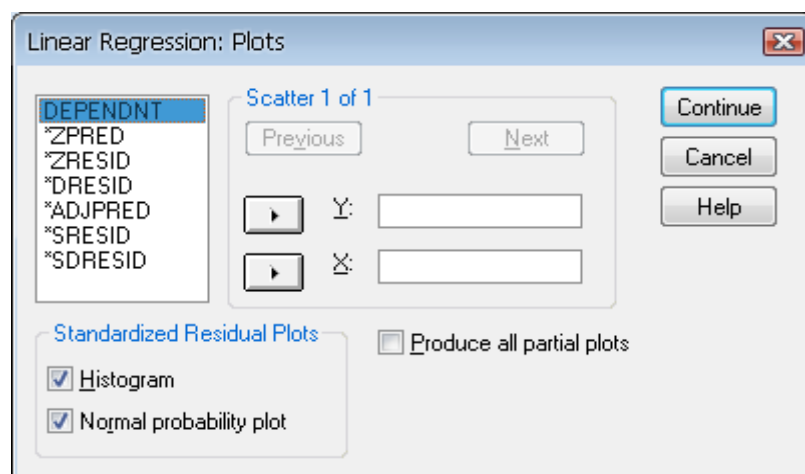 Linear Regression: Plots
DEPENDNT
*ZPRED
*ZRESID
*DRESID
*ADJPRED
*SRESID
*SDRESID
Scatter 1 of 1
Previous
Next
Y:
X:
Continue
Cancel
Help
Standardized Residual Plots
Histogram
Normal probability plot
Produce all partial plots